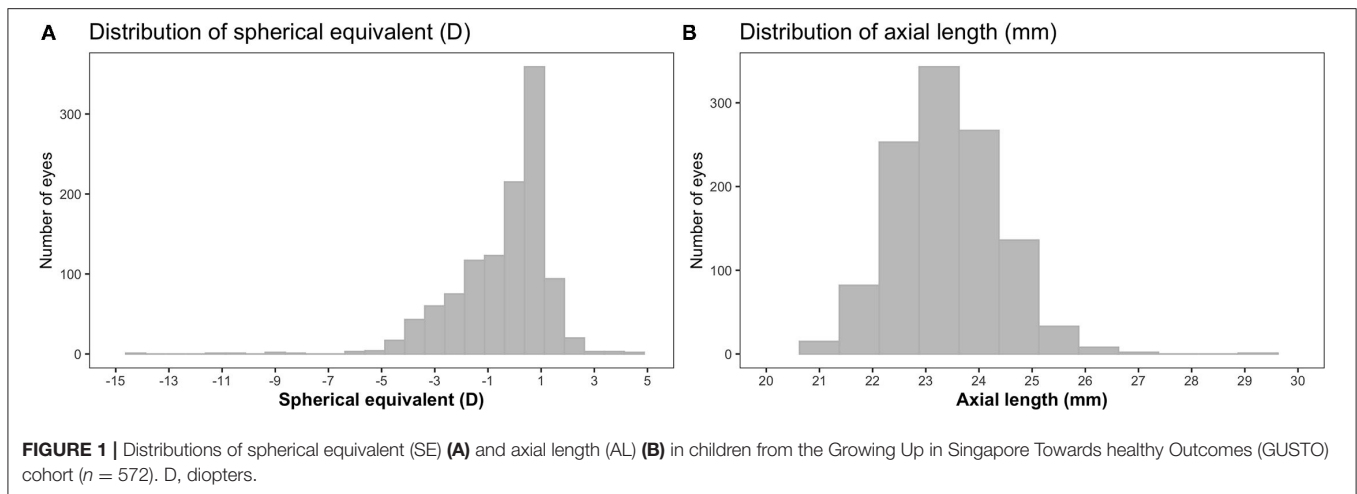 A Distribution of spherical equivalent (D)
Number of eyes
300
200
100
0
-15 -13 -11 -9 -7 -5 -3 -1 1 3 5
Spherical equivalent (D)
B Distribution of axial length (mm)
Number of eyes
300
200
100
0
20 21 22 23 24 25 26 27 28 29 30
Axial length (mm)
FIGURE 1 | Distributions of spherical equivalent (SE) (A) and axial length (AL) (B) in children from the Growing Up in Singapore Towards healthy Outcomes (GUSTO)
cohort (n = 572). D, diopters.